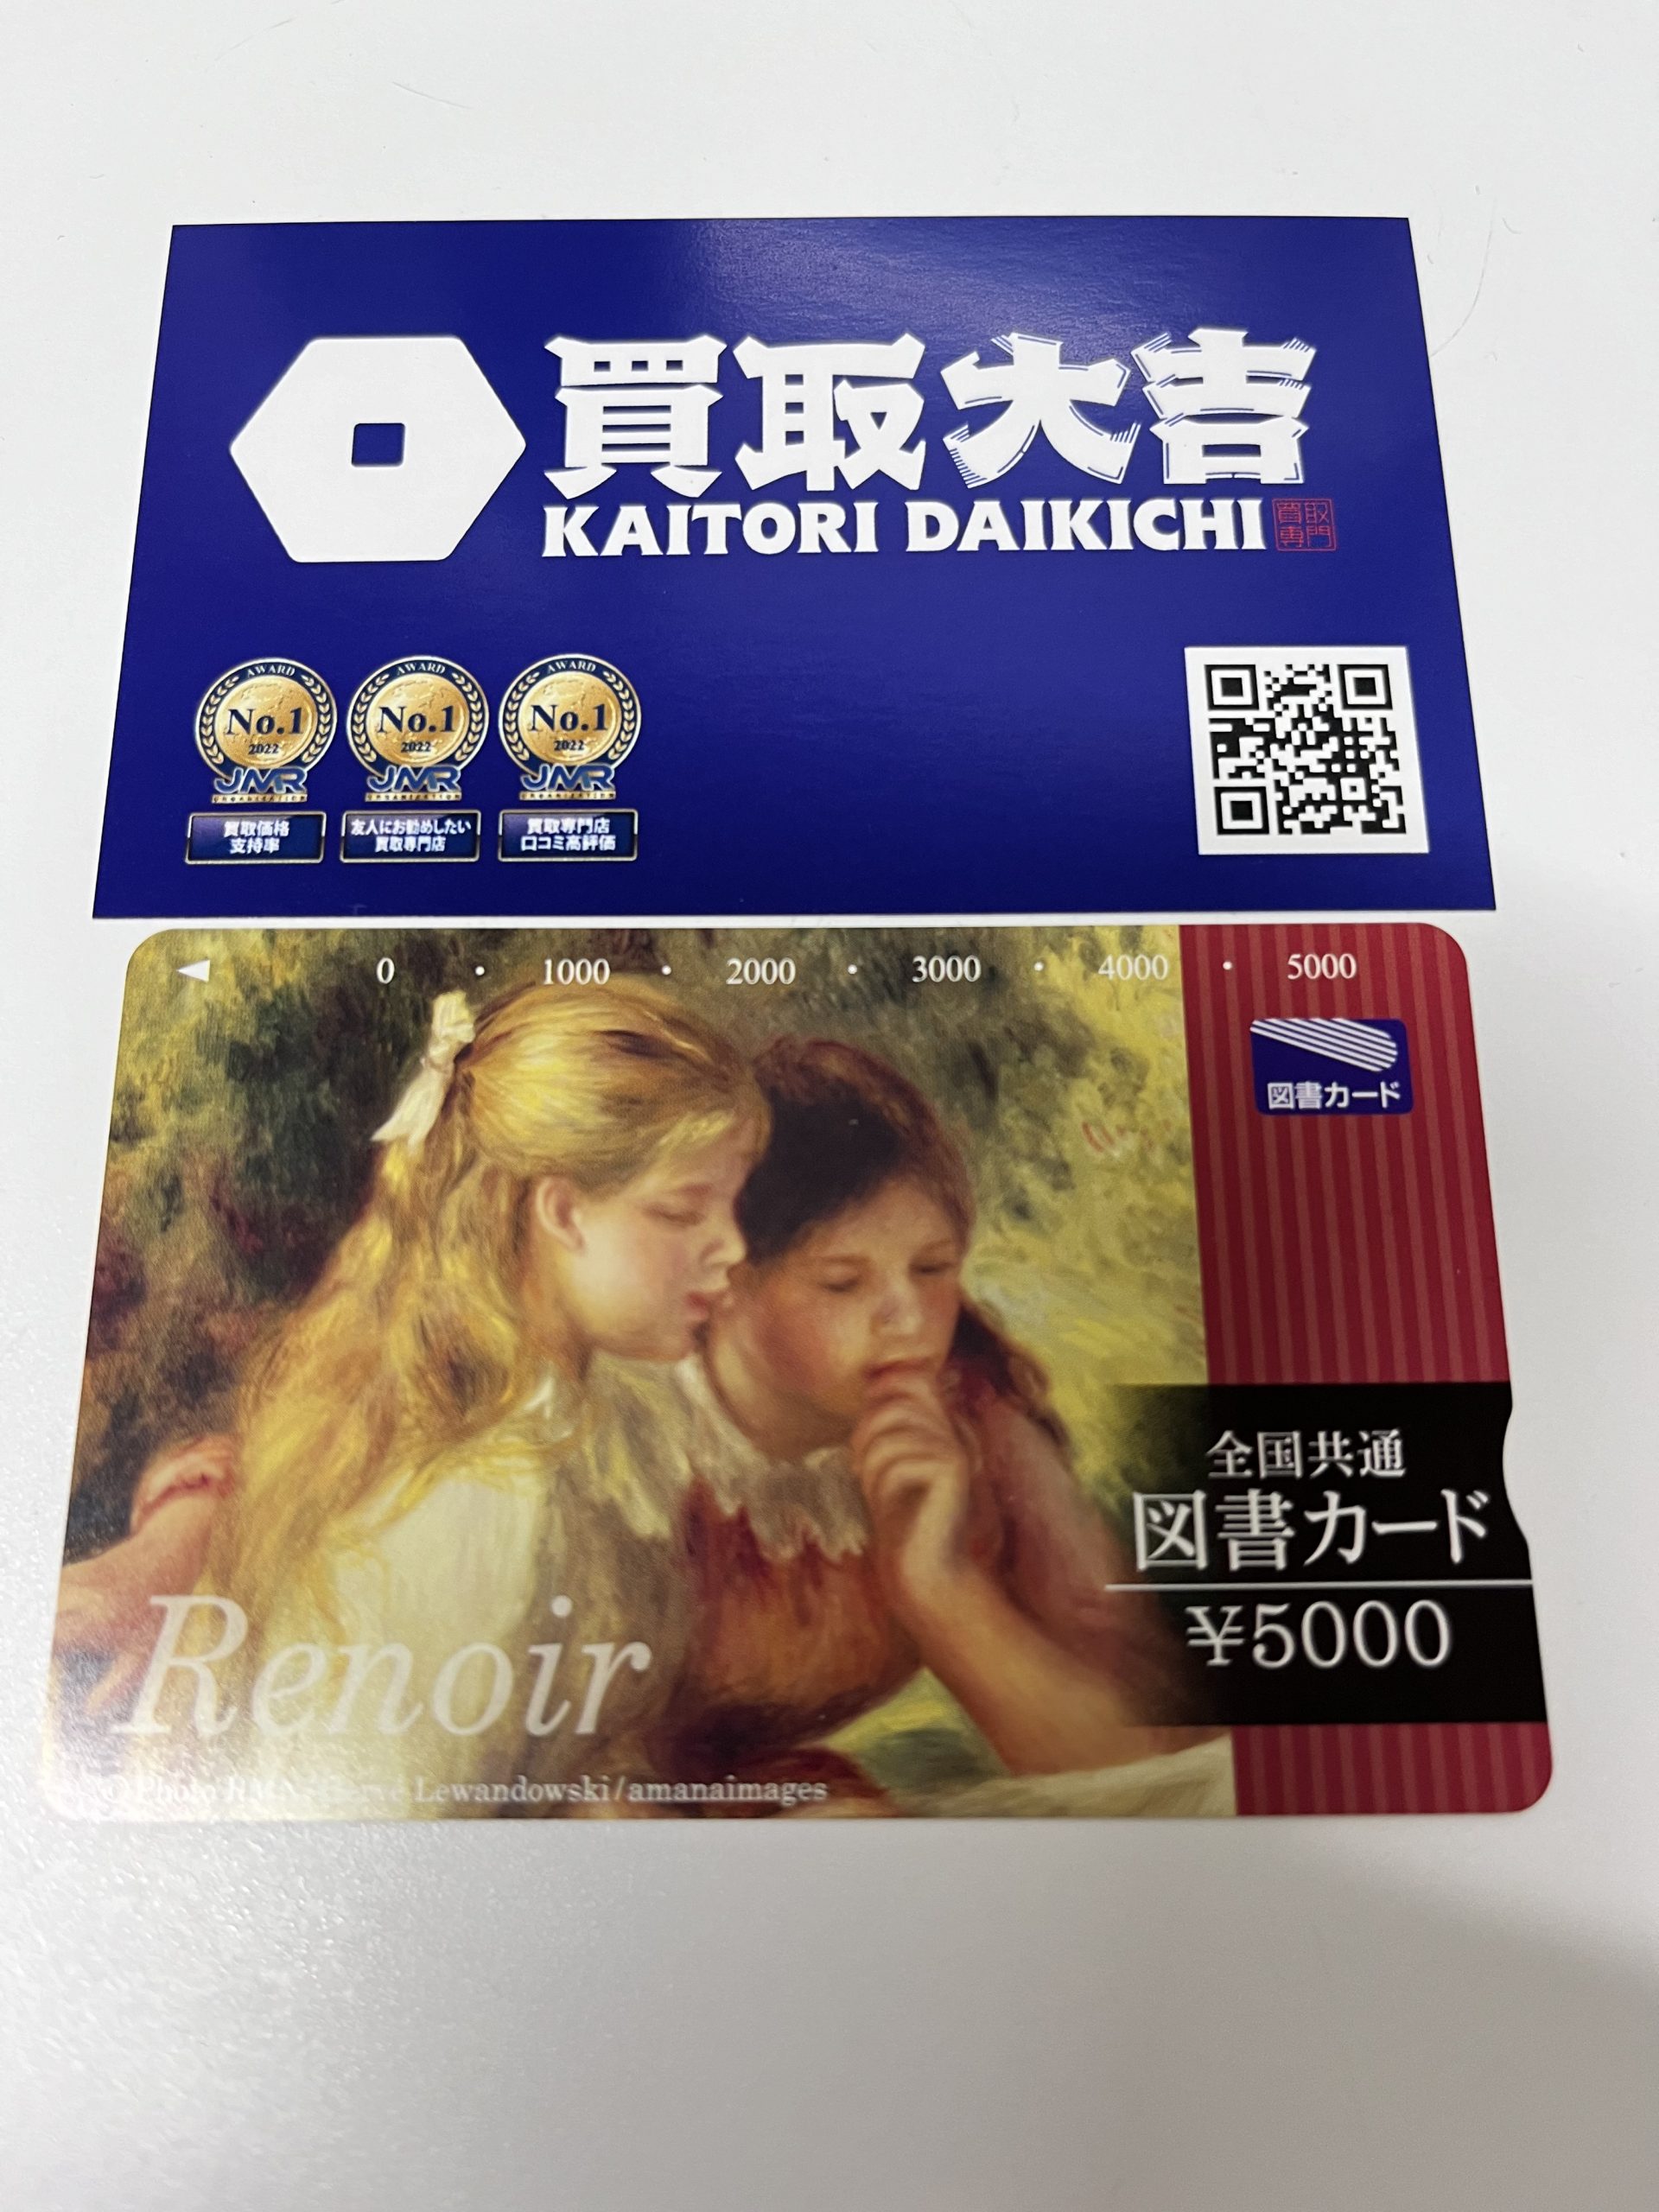 買取大吉
KAITORI DAIKICHI
買取
専門
AWARD AWARD AWARD
No.1 No.1 No.1
2022 2022 2022
JMR JMR JMR
ORGANIZATION ORGANIZATION ORGANIZATION
買取価格 友人にお勧めしたい 買取専門店
支持率 買取専門店 口コミ高評価
0 ・ 1000 ・ 2000 ・ 3000 ・ 4000 ・ 5000
図書カード
全国共通
図書カード
¥5000
Renoir
© Photo Lewandowski/amanaimages